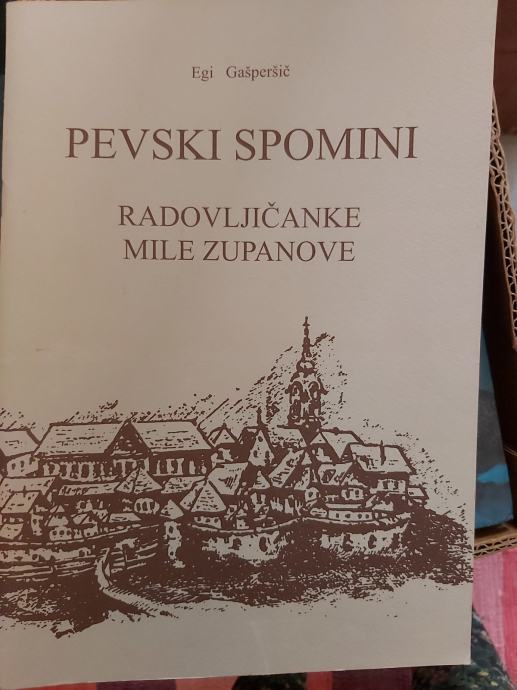 Egi Gašperšič
PEVSKI SPOMINI
RADOVLJIČANKE
MILE ZUPANOVE